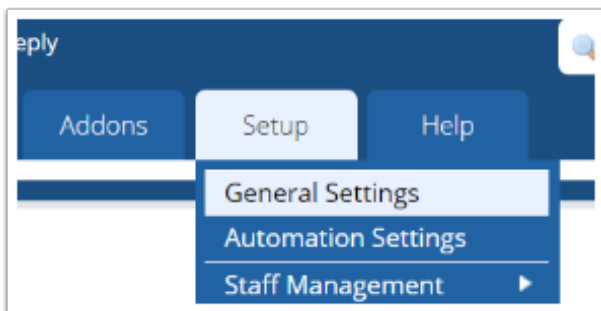 eply
Addons Setup Help
General Settings
Automation Settings
Staff Management